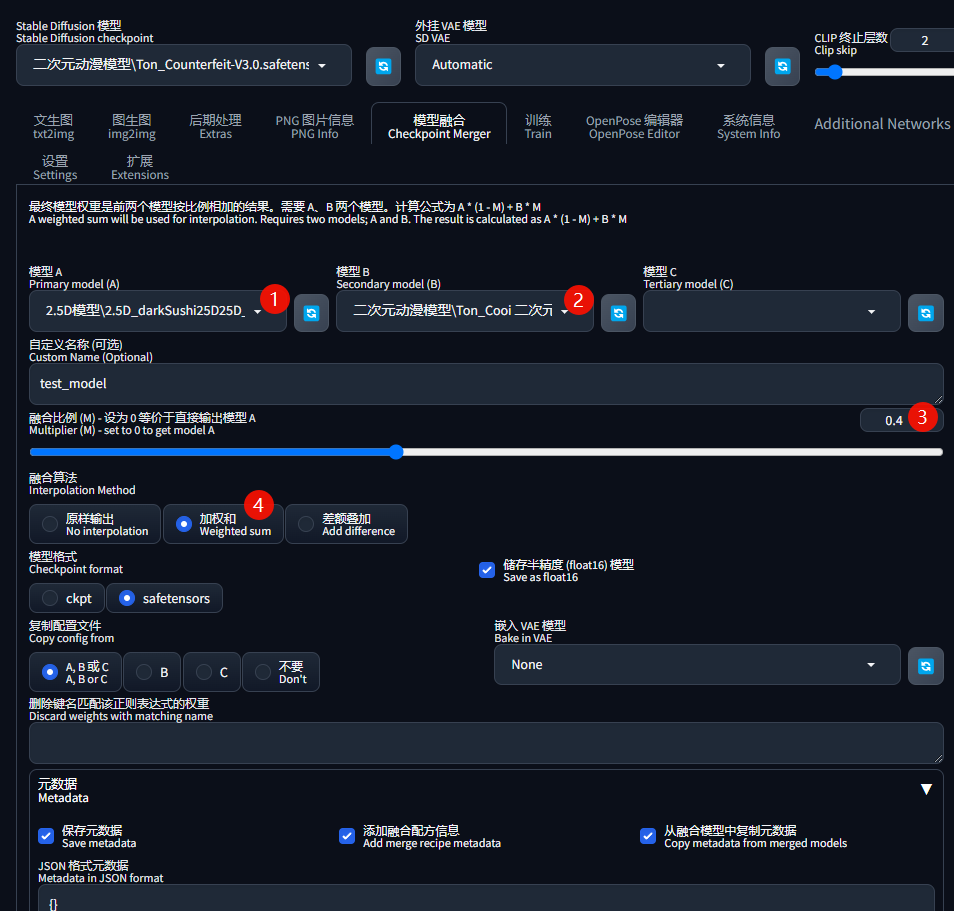 Stable Diffusion 模型
Stable Diffusion checkpoint
二次元动漫模型\Ton_Counterfeit-V3.0.safetens
外挂 VAE 模型
SD VAE
Automatic
CLIP 终止层数
Clip skip
2
文生图
txt2img
图生图
img2img
后期处理
Extras
PNG 图片信息
PNG Info
模型融合
Checkpoint Merger
训练
Train
OpenPose 编辑器
OpenPose Editor
系统信息
System Info
Additional Networks
设置
Settings
扩展
Extensions
最终模型权重是前两个模型按比例相加的结果。需要 A、B 两个模型。计算公式为 A * (1 - M) + B * M
A weighted sum will be used for interpolation. Requires two models; A and B. The result is calculated as A * (1 - M) + B * M
模型 A
Primary model (A)
2.5D模型\2.5D_darkSushi25D25D_
1
模型 B
Secondary model (B)
二次元动漫模型\Ton_Cooi 二次元
2
模型 C
Tertiary model (C)
自定义名称 (可选)
Custom Name (Optional)
test_model
融合比例 (M) - 设为 0 等价于直接输出模型 A
Multiplier (M) - set to 0 to get model A
0.4
3
融合算法
Interpolation Method
原样输出
No interpolation
加权和
Weighted sum
4
差额叠加
Add difference
模型格式
Checkpoint format
ckpt
safetensors
储存半精度 (float16) 模型
Save as float16
复制配置文件
Copy config from
A, B 或 C
A, B or C
B
C
不要
Don't
嵌入 VAE 模型
Bake in VAE
None
删除键名匹配该正则表达式的权重
Discard weights with matching name
元数据
Metadata
▼
保存元数据
Save metadata
添加融合配方信息
Add merge recipe metadata
从融合模型中复制元数据
Copy metadata from merged models
JSON 格式元数据
Metadata in JSON format
{}